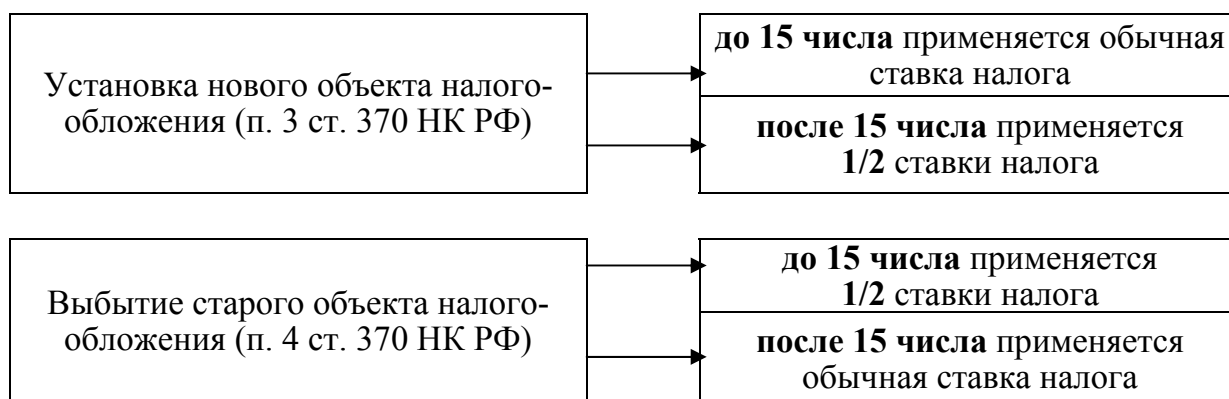 Установка нового объекта налого-
обложения (п. 3 ст. 370 НК РФ)
до 15 числа применяется обычная
ставка налога
после 15 числа применяется
1/2 ставки налога
Выбытие старого объекта налого-
обложения (п. 4 ст. 370 НК РФ)
до 15 числа применяется
1/2 ставки налога
после 15 числа применяется
обычная ставка налога